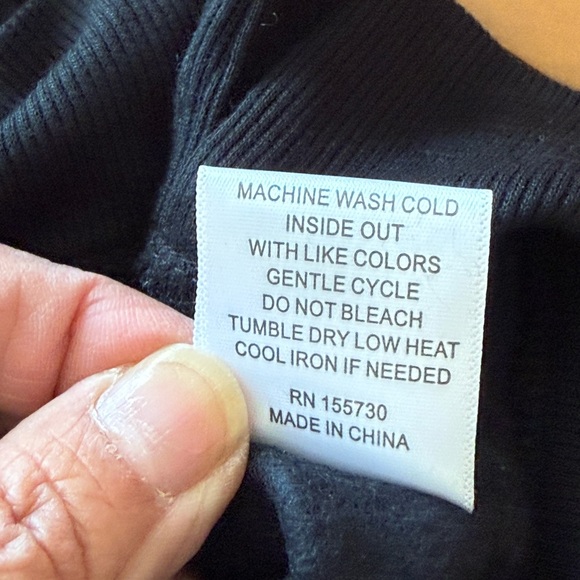 MACHINE WASH COLD
INSIDE OUT
WITH LIKE COLORS
GENTLE CYCLE
DO NOT BLEACH
TUMBLE DRY LOW HEAT
COOL IRON IF NEEDED
RN 155730
MADE IN CHINA